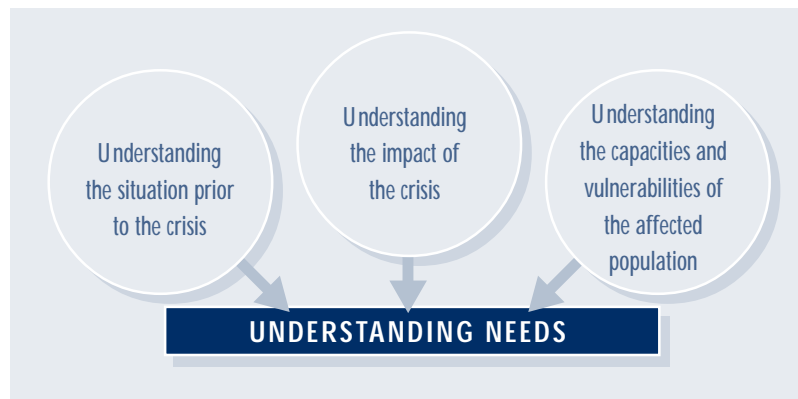 Understanding
the situation prior
to the crisis
Understanding
the impact of
the crisis
Understanding
the capacities and
vulnerabilities of
the affected
population
UNDERSTANDING NEEDS